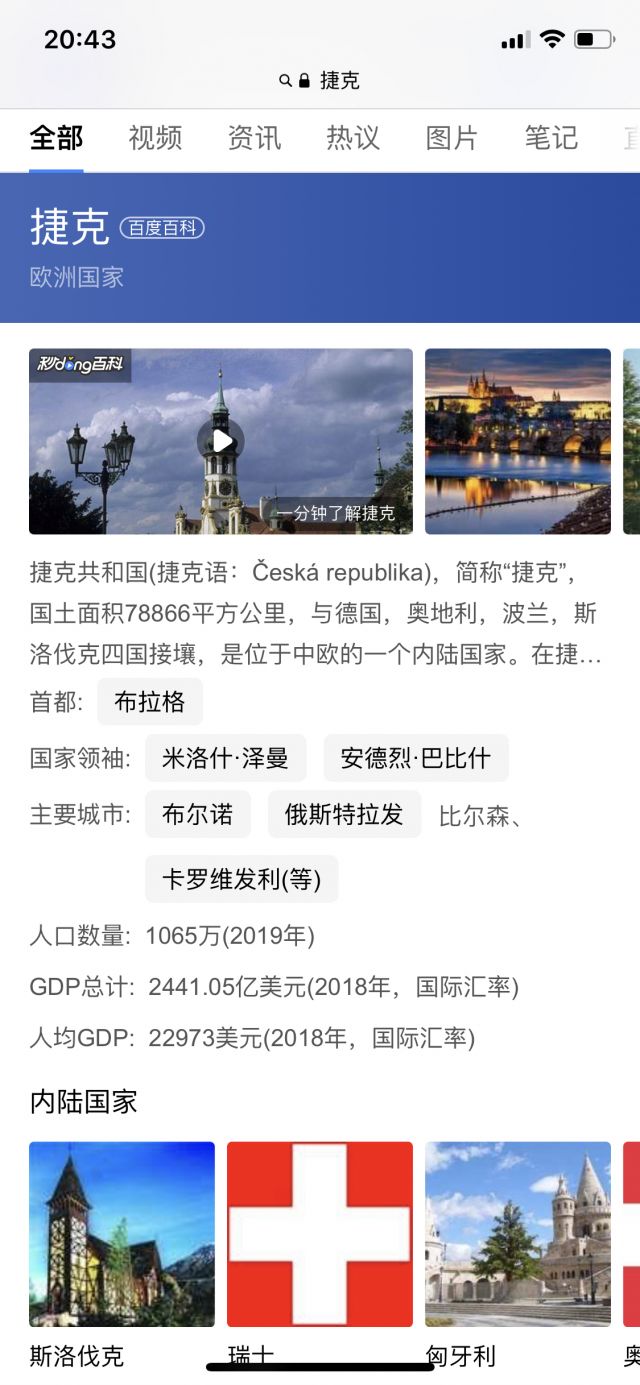 20:43
捷克
全部 视频 资讯 热议 图片 笔记
捷克 百度百科
欧洲国家
秒dong百科
一分钟了解捷克
捷克共和国(捷克语：Česká republika)，简称“捷克”，
国土面积78866平方公里，与德国，奥地利，波兰，斯
洛伐克四国接壤，是位于中欧的一个内陆国家。在捷...
首都: 布拉格
国家领袖: 米洛什·泽曼 安德烈·巴比什
主要城市: 布尔诺 俄斯特拉发 比尔森、
卡罗维发利(等)
人口数量: 1065万(2019年)
GDP总计: 2441.05亿美元(2018年，国际汇率)
人均GDP: 22973美元(2018年，国际汇率)
内陆国家
斯洛伐克 瑞士 匈牙利